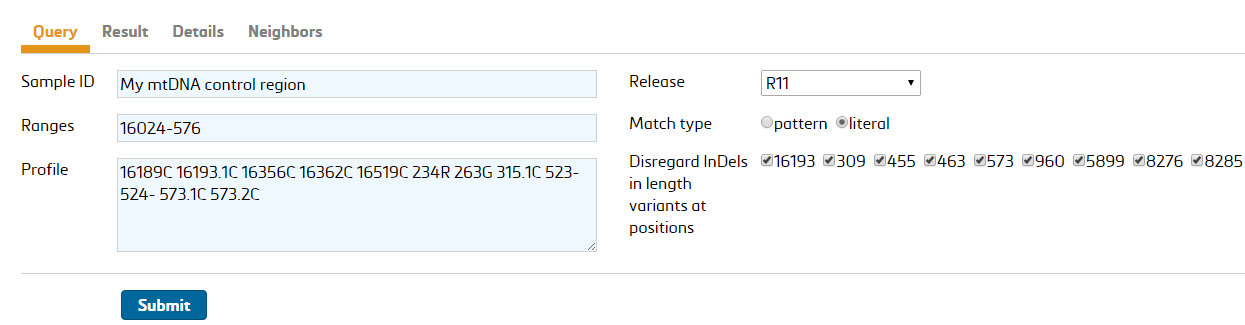 Query Result Details Neighbors
Sample ID My mtDNA control region
Release R11
Ranges 16024-576
Match type pattern literal
Profile 16189C 16193.1C 16356C 16362C 16519C 234R 263G 315.1C 523-
524- 573.1C 573.2C
Disregard InDels 16193 309 455 463 573 960 5899 8276 8285
in length
variants at
positions
Submit